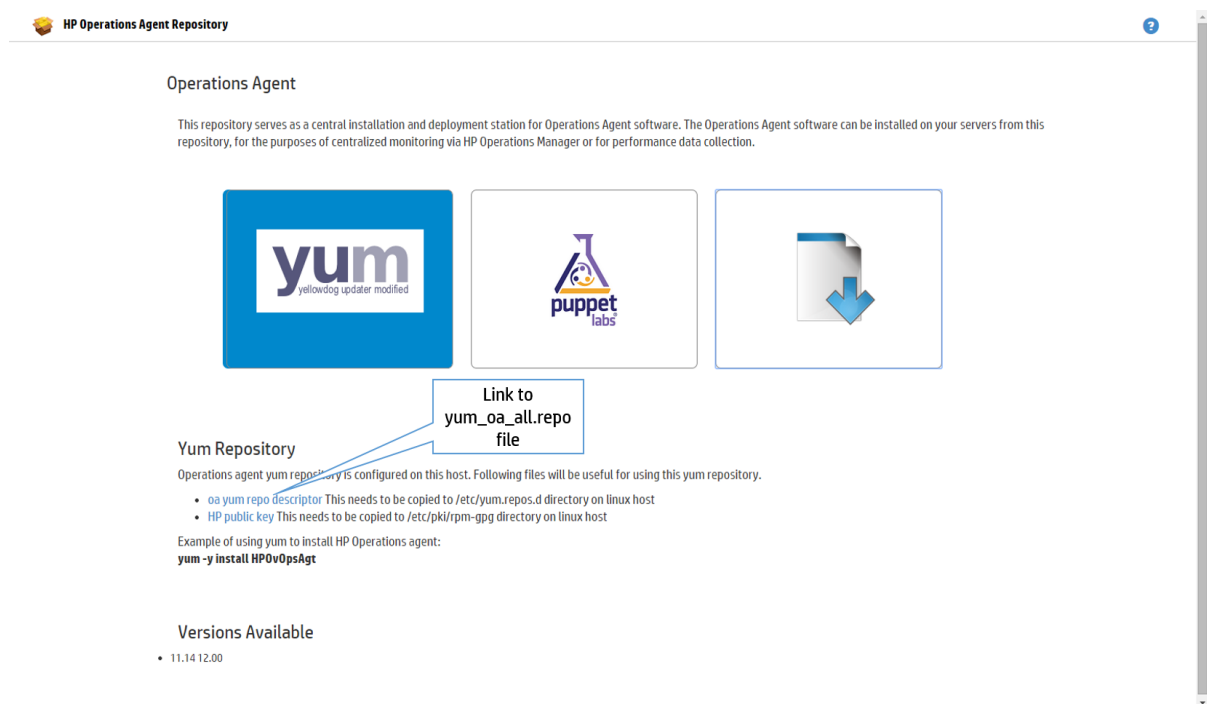 HP Operations Agent Repository
?
Operations Agent
This repository serves as a central installation and deployment station for Operations Agent software. The Operations Agent software can be installed on your servers from this
repository, for the purposes of centralized monitoring via HP Operations Manager or for performance data collection.
yum
yellowdog updater modified
puppet
labs
Link to
yum_oa_all.repo
file
Yum Repository
Operations agent yum repository is configured on this host. Following files will be useful for using this yum repository.
• oa yum repo descriptor This needs to be copied to /etc/yum.repos.d directory on linux host
• HP public key This needs to be copied to /etc/pki/rpm-gpg directory on linux host
Example of using yum to install HP Operations agent:
yum -y install HPOvOpsAgt
Versions Available
• 11.14 12.00